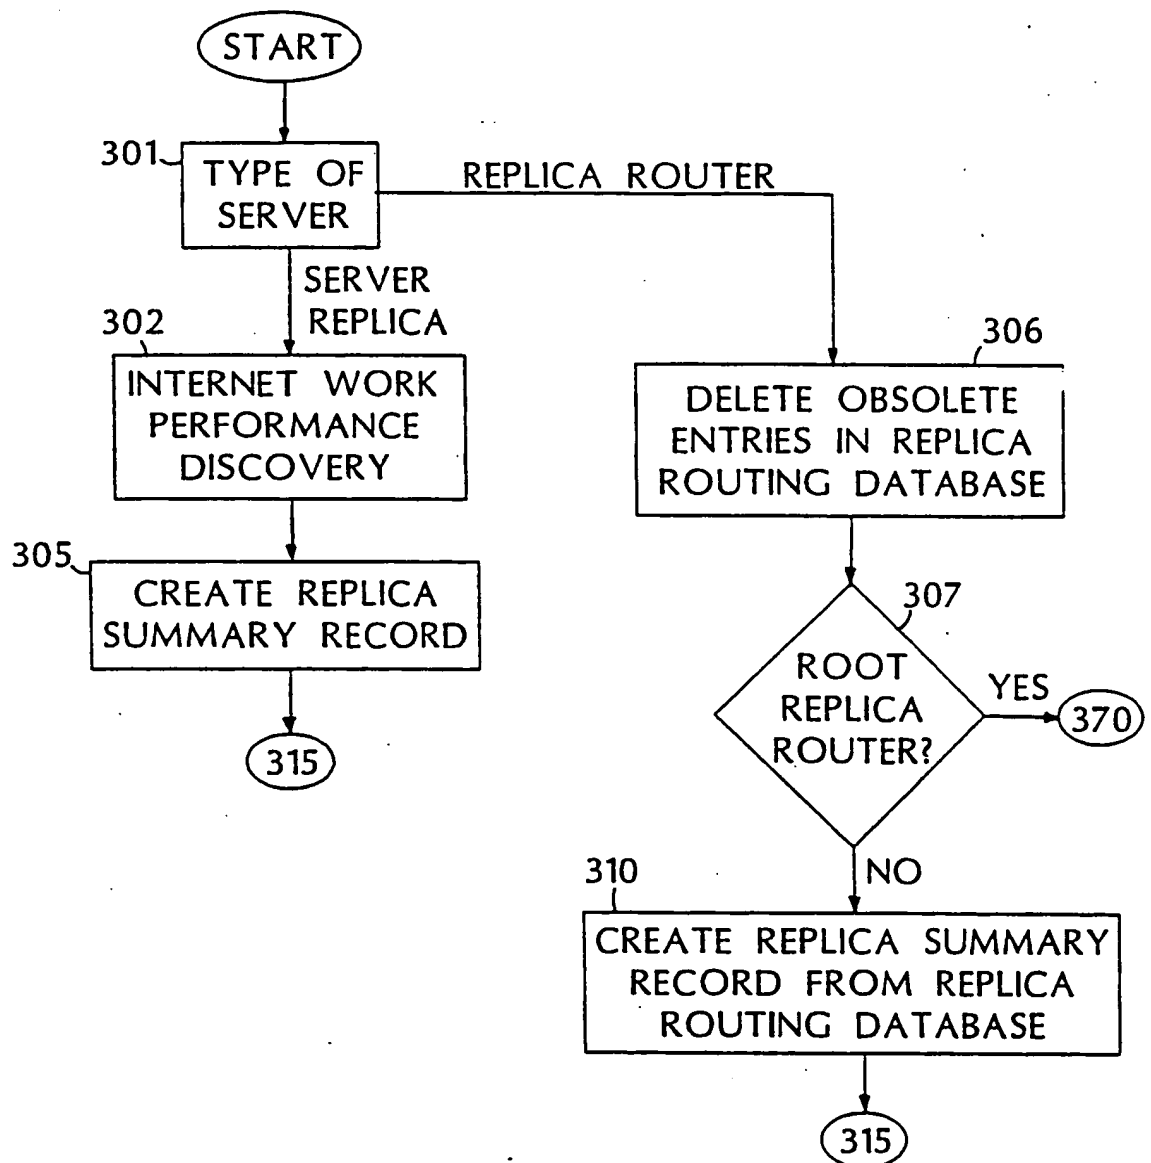 START
301
TYPE OF
SERVER
REPLICA ROUTER
SERVER
REPLICA
302
INTERNET WORK
PERFORMANCE
DISCOVERY
305
CREATE REPLICA
SUMMARY RECORD
315
306
DELETE OBSOLETE
ENTRIES IN REPLICA
ROUTING DATABASE
307
ROOT
REPLICA
ROUTER?
YES
370
NO
310
CREATE REPLICA SUMMARY
RECORD FROM REPLICA
ROUTING DATABASE
315